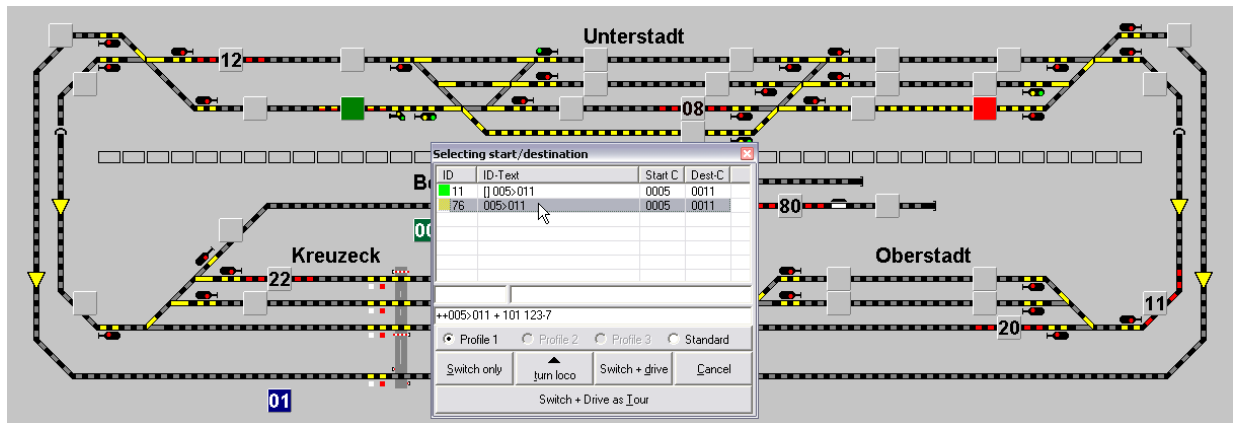 Unterstadt
12
08
Selecting start/destination
ID ID-Text Start C Dest-C
11 [] 005>011 0005 0011
76 005>011 0005 0011
80
00
Kreuzeck
22
Oberstadt
11
20
++005>011 + 101 123-7
Profile 1 Profile 2 Profile 3 Standard
Switch only turn loco Switch + drive Cancel
Switch + Drive as Tour
01